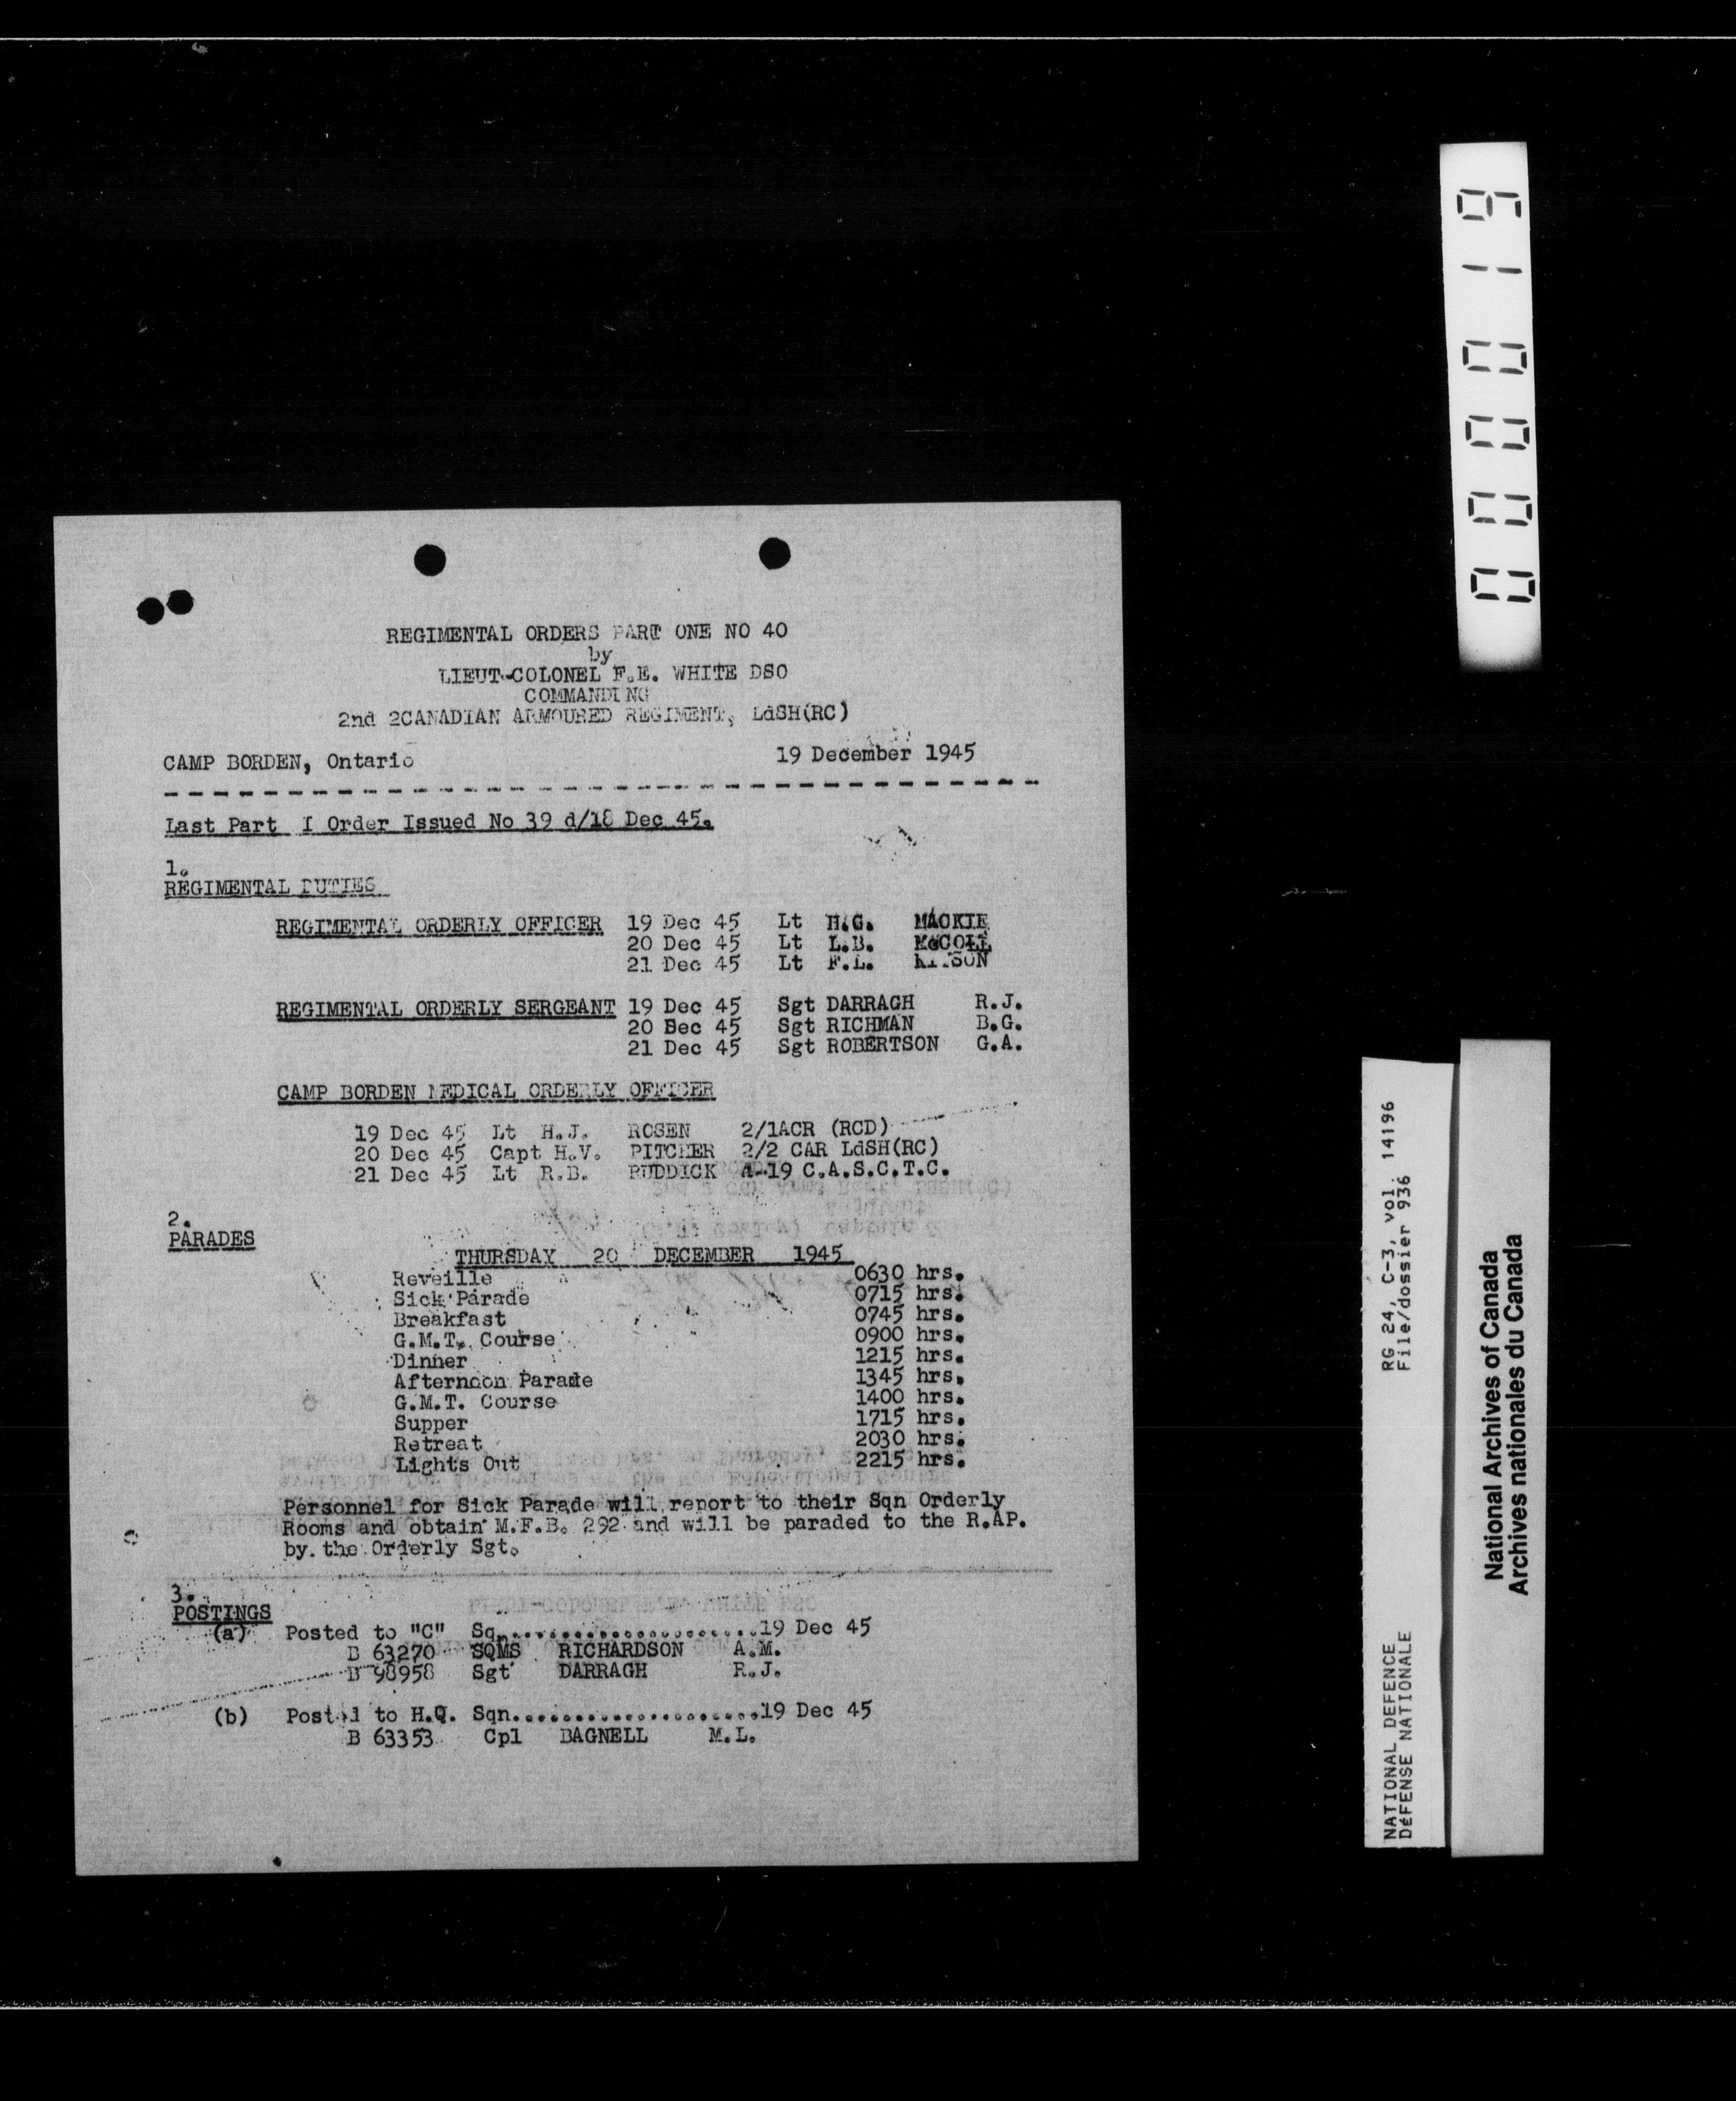 REGIMENTAL ORDERS PART ONE NO 40
by
LIEUT-COLONEL F.E. WHITE DSO
COMMANDING
2nd 2CANADIAN ARMOURED REGIMENT, LdSH(RC)
CAMP BORDEN, Ontario 19 December 1945
Last Part I Order Issued No 39 d/18 Dec 45.
1.
REGIMENTAL DUTIES
REGIMENTAL ORDERLY OFFICER 19 Dec 45 Lt H.G. MACKIE
20 Dec 45 Lt L.B. McCOLL
21 Dec 45 Lt F.L.
REGIMENTAL ORDERLY SERGEANT 19 Dec 45 Sgt DARRAGH R.J.
20 Dec 45 Sgt RICHMAN B.G.
21 Dec 45 Sgt ROBERTSON G.A.
CAMP BORDEN MEDICAL ORDERLY OFFICER
19 Dec 45 Lt H.J. ROSEN 2/1ACR (RCD)
20 Dec 45 Capt H.V. PITCHER 2/2 CAR LdSH(RC)
21 Dec 45 Lt R.B. RUDDICK A-19 C.A.S.C.T.C.
2.
PARADES
THURSDAY 20 DECEMBER 1945
Reveille 0630 hrs.
Sick Parade 0715 hrs.
Breakfast 0745 hrs.
G.M.T. Course 0900 hrs.
Dinner 1215 hrs.
Afternoon Parade 1345 hrs.
G.M.T. Course 1400 hrs.
Supper 1715 hrs.
Retreat 2030 hrs.
Lights Out 2215 hrs.
Personnel for Sick Parade will report to their Sqn Orderly
Rooms and obtain M.F.B. 292 and will be paraded to the R.AP.
by the Orderly Sgt.
3.
POSTINGS
(a) Posted to "C" Sqn....................19 Dec 45
B 63270 SQMS RICHARDSON A.M.
B 98958 Sgt DARRAGH R.J.
(b) Posted to H.Q. Sqn....................19 Dec 45
B 63353 Cpl BAGNELL M.L.
000019
NATIONAL DEFENCE RG 24, C-3, vol. 14196
DéFENSE NATIONALE File/dossier 936
National Archives of Canada
Archives nationales du Canada